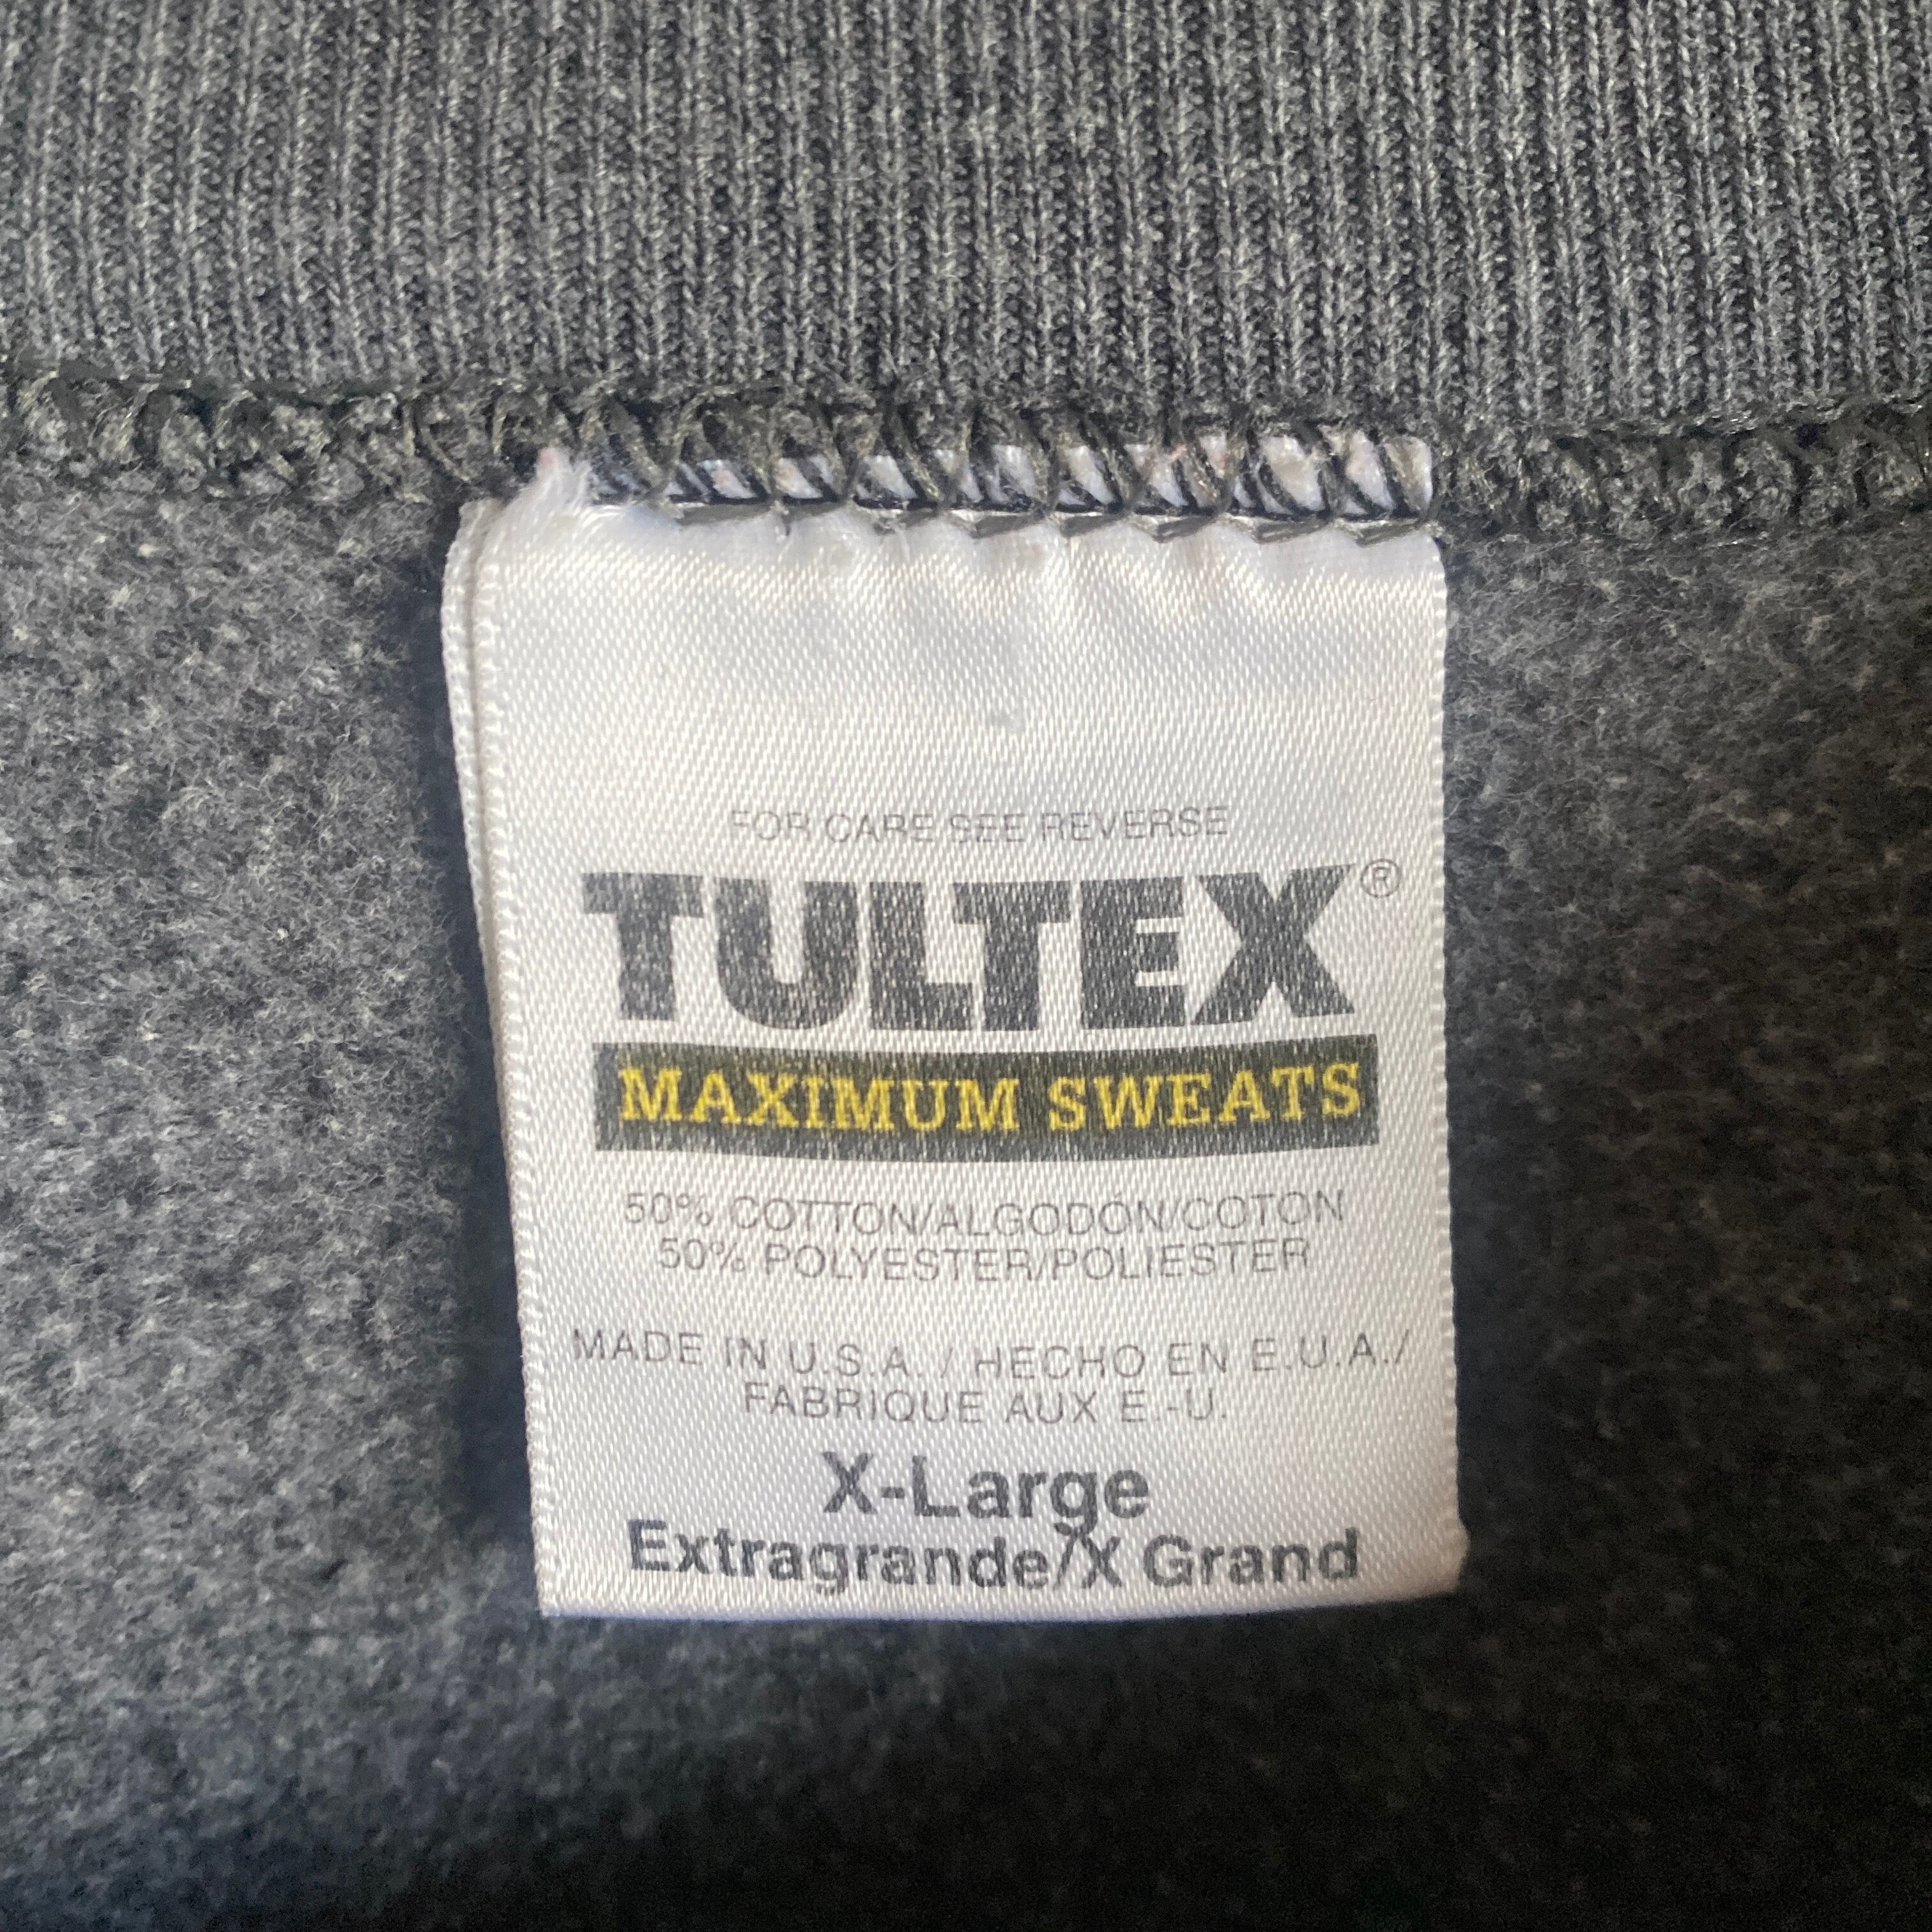 FOR CARE SEE REVERSE
TULTEX®
MAXIMUM SWEATS
50% COTTON/ALGODÓN/COTON
50% POLYESTER/POLIESTER
MADE IN U.S.A. / HECHO EN E.U.A./
FABRIQUE AUX E.-U.
X-Large
Extragrande/X Grand